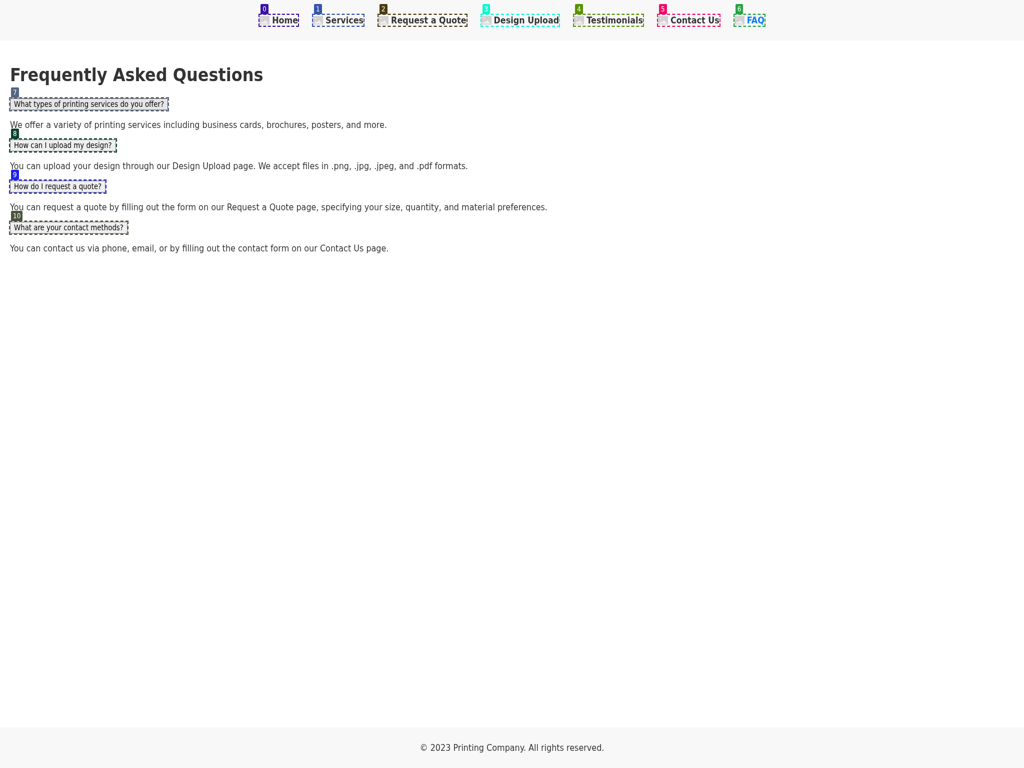 0 1 2 3 4 5 6
Home Services Request a Quote Design Upload Testimonials Contact Us FAQ
Frequently Asked Questions
7
What types of printing services do you offer?
We offer a variety of printing services including business cards, brochures, posters, and more.
8
How can I upload my design?
You can upload your design through our Design Upload page. We accept files in .png, .jpg, .jpeg, and .pdf formats.
9
How do I request a quote?
You can request a quote by filling out the form on our Request a Quote page, specifying your size, quantity, and material preferences.
10
What are your contact methods?
You can contact us via phone, email, or by filling out the contact form on our Contact Us page.
© 2023 Printing Company. All rights reserved.